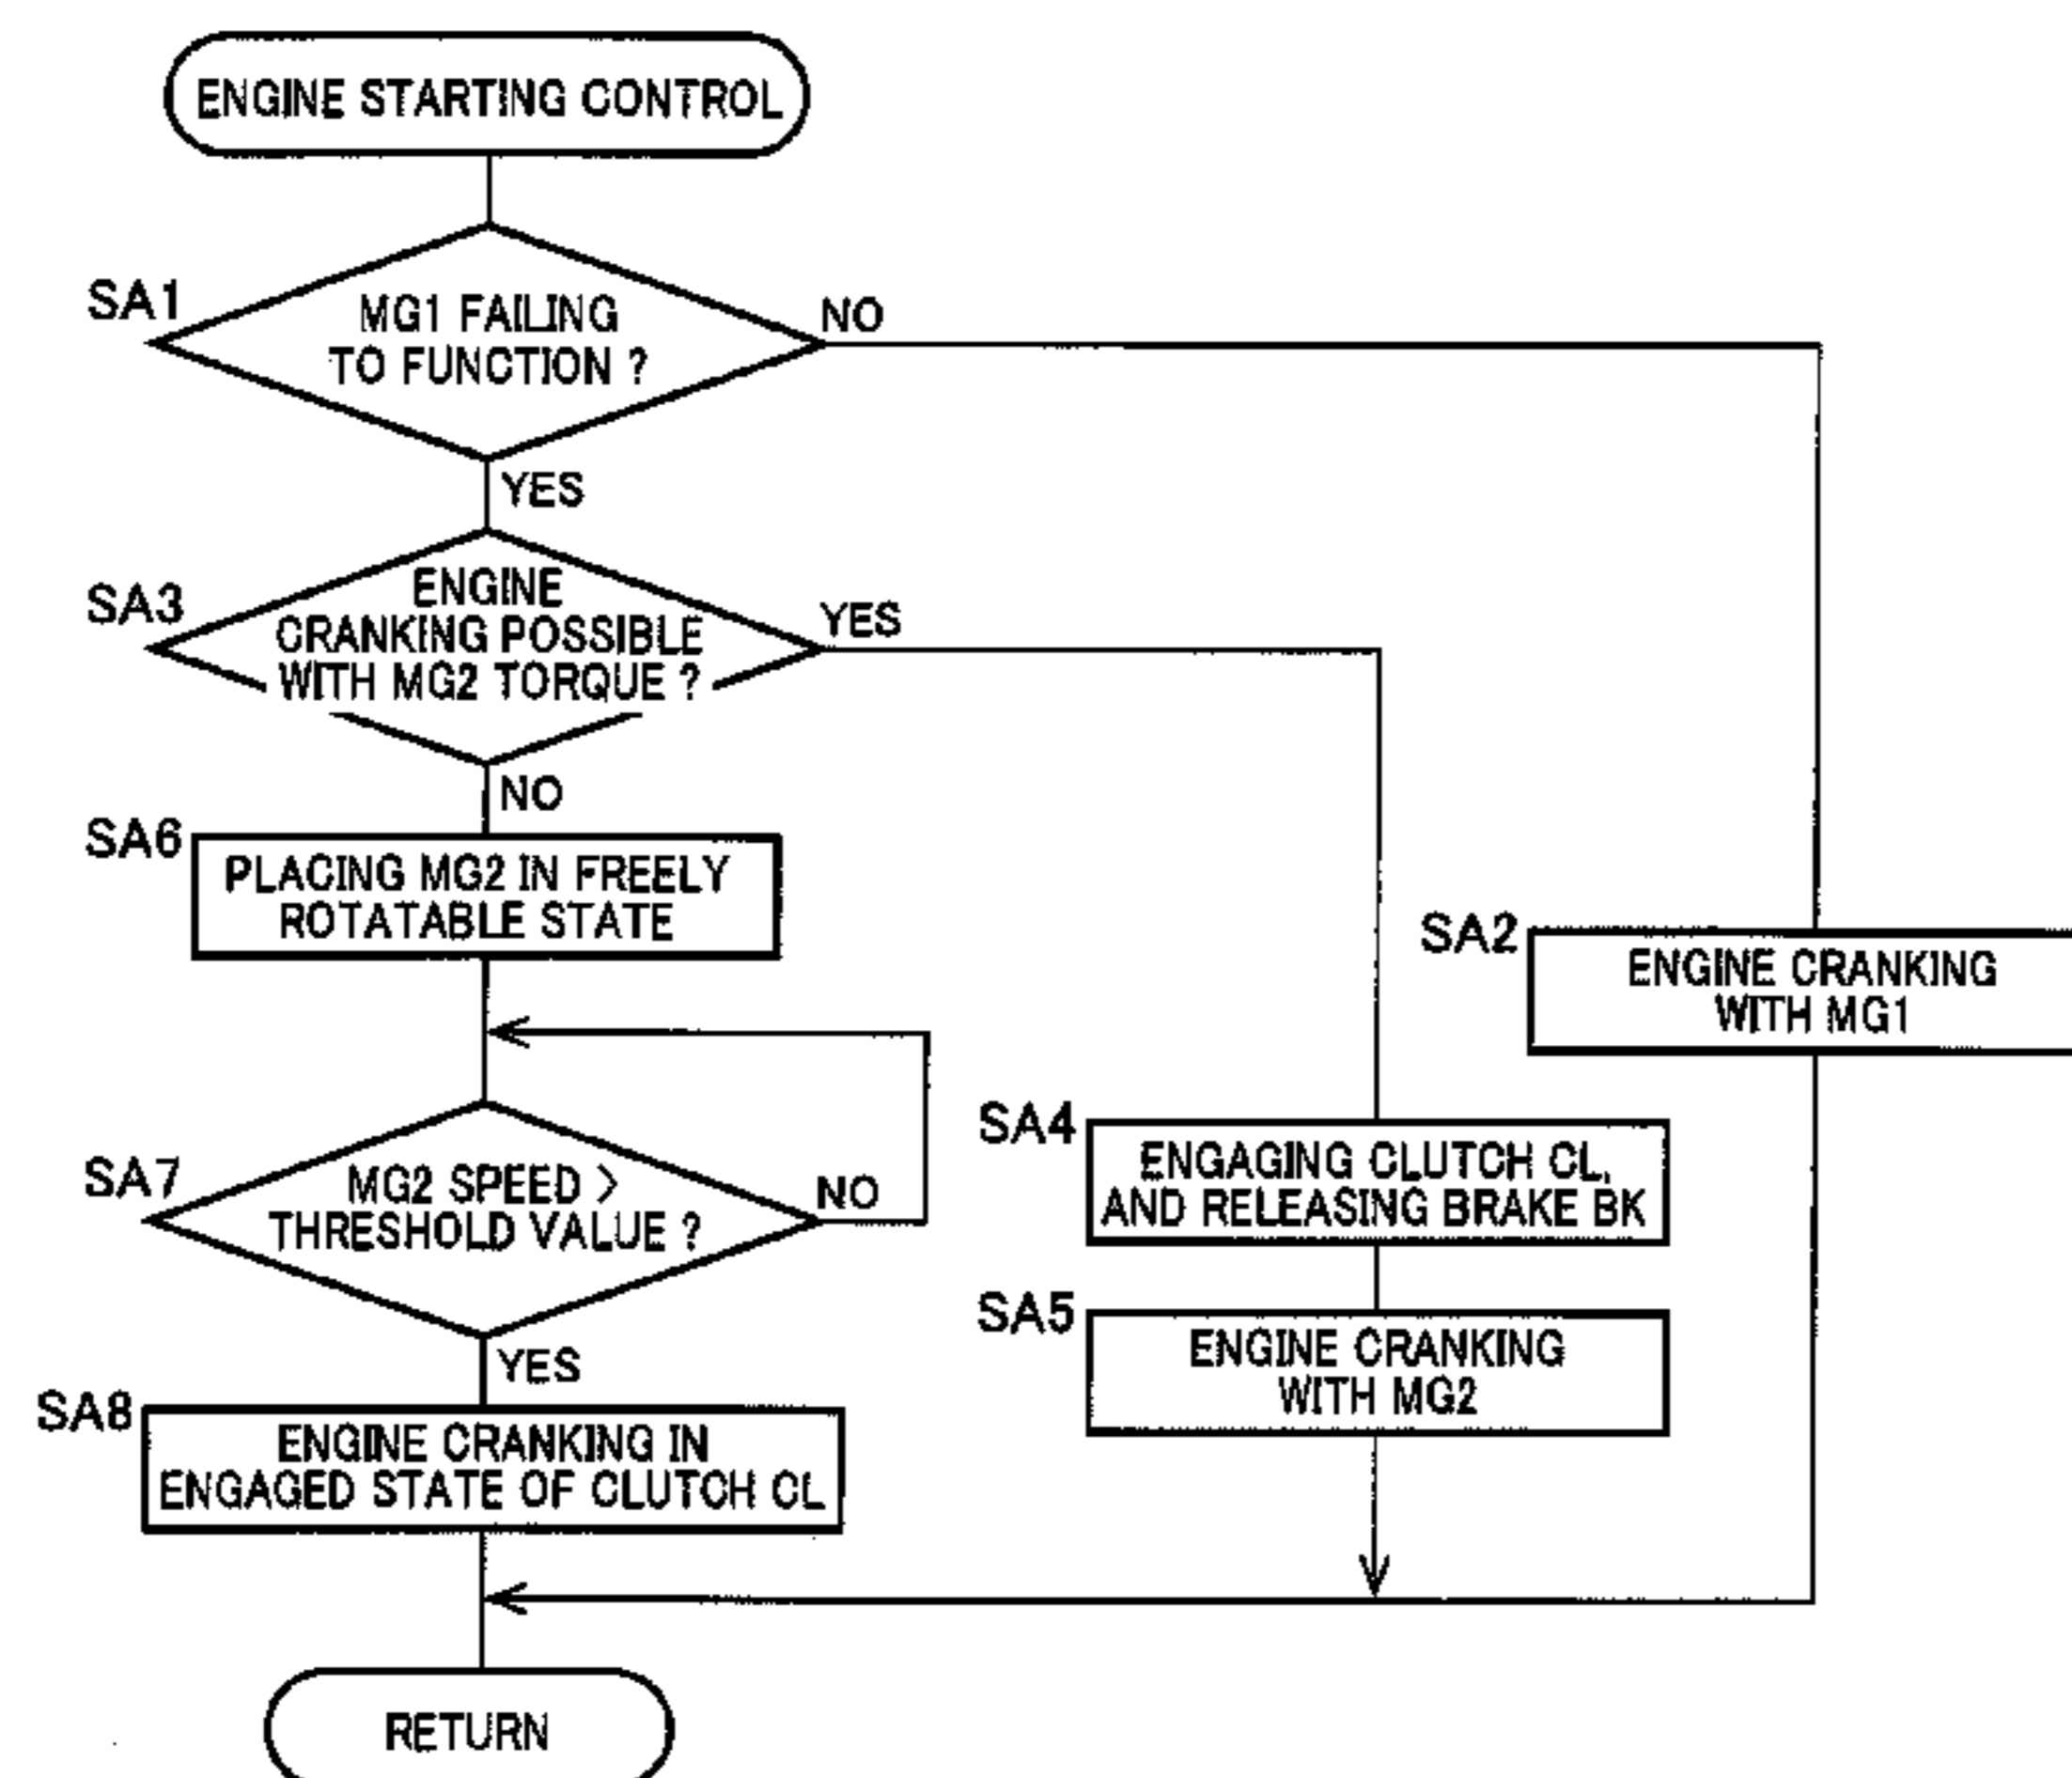 ENGINE STARTING CONTROL
SA1
MG1 FAILING
TO FUNCTION ?
NO
YES
SA3
ENGINE
CRANKING POSSIBLE
WITH MG2 TORQUE ?
YES
NO
SA6
PLACING MG2 IN FREELY
ROTATABLE STATE
SA2
ENGINE CRANKING
WITH MG1
SA7
MG2 SPEED >
THRESHOLD VALUE ?
NO
YES
SA4
ENGAGING CLUTCH CL,
AND RELEASING BRAKE BK
SA5
ENGINE CRANKING
WITH MG2
SA8
ENGINE CRANKING IN
ENGAGED STATE OF CLUTCH CL
RETURN